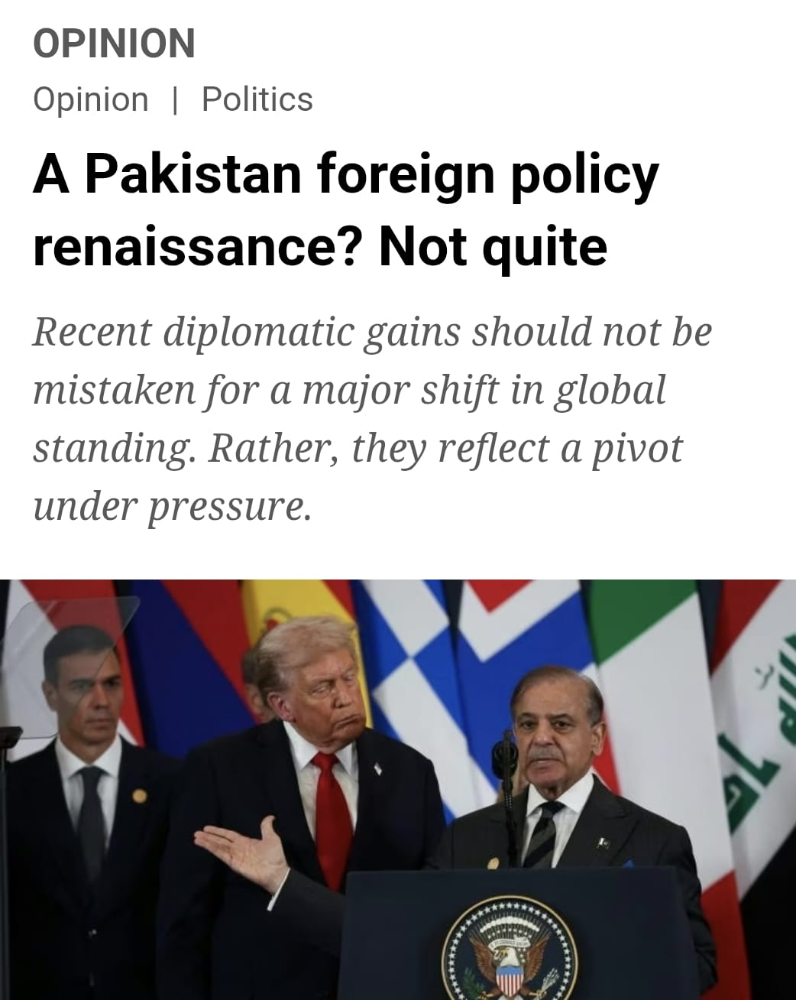 OPINION
Opinion | Politics
A Pakistan foreign policy
renaissance? Not quite
Recent diplomatic gains should not be
mistaken for a major shift in global
standing. Rather, they reflect a pivot
under pressure.